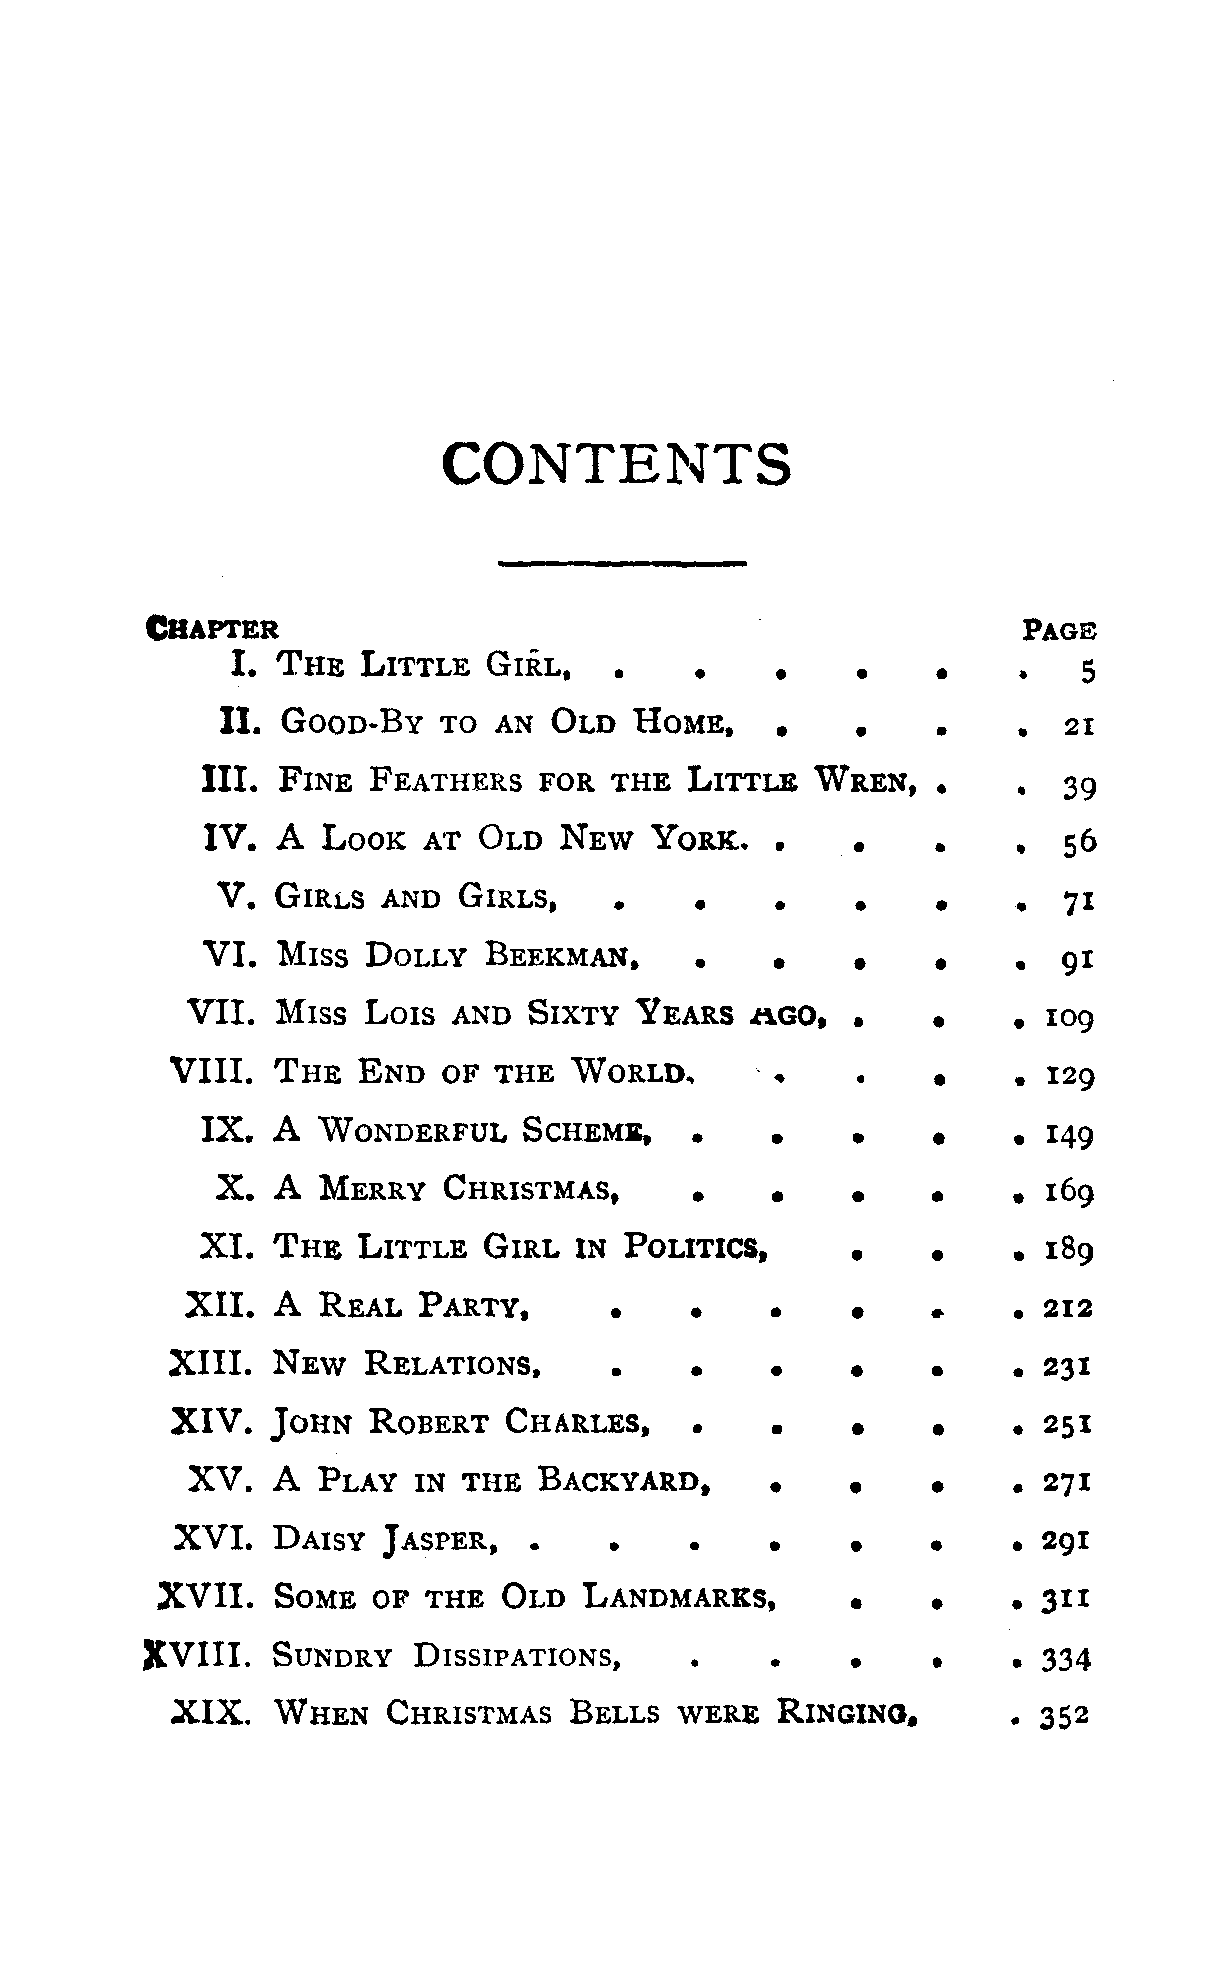 CONTENTS
CHAPTER PAGE
I. THE LITTLE GIRL, . . . . . . 5
II. GOOD-BY TO AN OLD HOME, . . . . 21
III. FINE FEATHERS FOR THE LITTLE WREN, . . 39
IV. A LOOK AT OLD NEW YORK. . . . . 56
V. GIRLS AND GIRLS, . . . . . . 71
VI. MISS DOLLY BEEKMAN, . . . . . 91
VII. MISS LOIS AND SIXTY YEARS AGO, . . . 109
VIII. THE END OF THE WORLD, . . . . 129
IX. A WONDERFUL SCHEME, . . . . . 149
X. A MERRY CHRISTMAS, . . . . . 169
XI. THE LITTLE GIRL IN POLITICS, . . . 189
XII. A REAL PARTY, . . . . . . 212
XIII. NEW RELATIONS, . . . . . . 231
XIV. JOHN ROBERT CHARLES, . . . . . 251
XV. A PLAY IN THE BACKYARD, . . . . 271
XVI. DAISY JASPER, . . . . . . . 291
XVII. SOME OF THE OLD LANDMARKS, . . . 311
XVIII. SUNDRY DISSIPATIONS, . . . . . 334
XIX. WHEN CHRISTMAS BELLS WERE RINGING, . 352